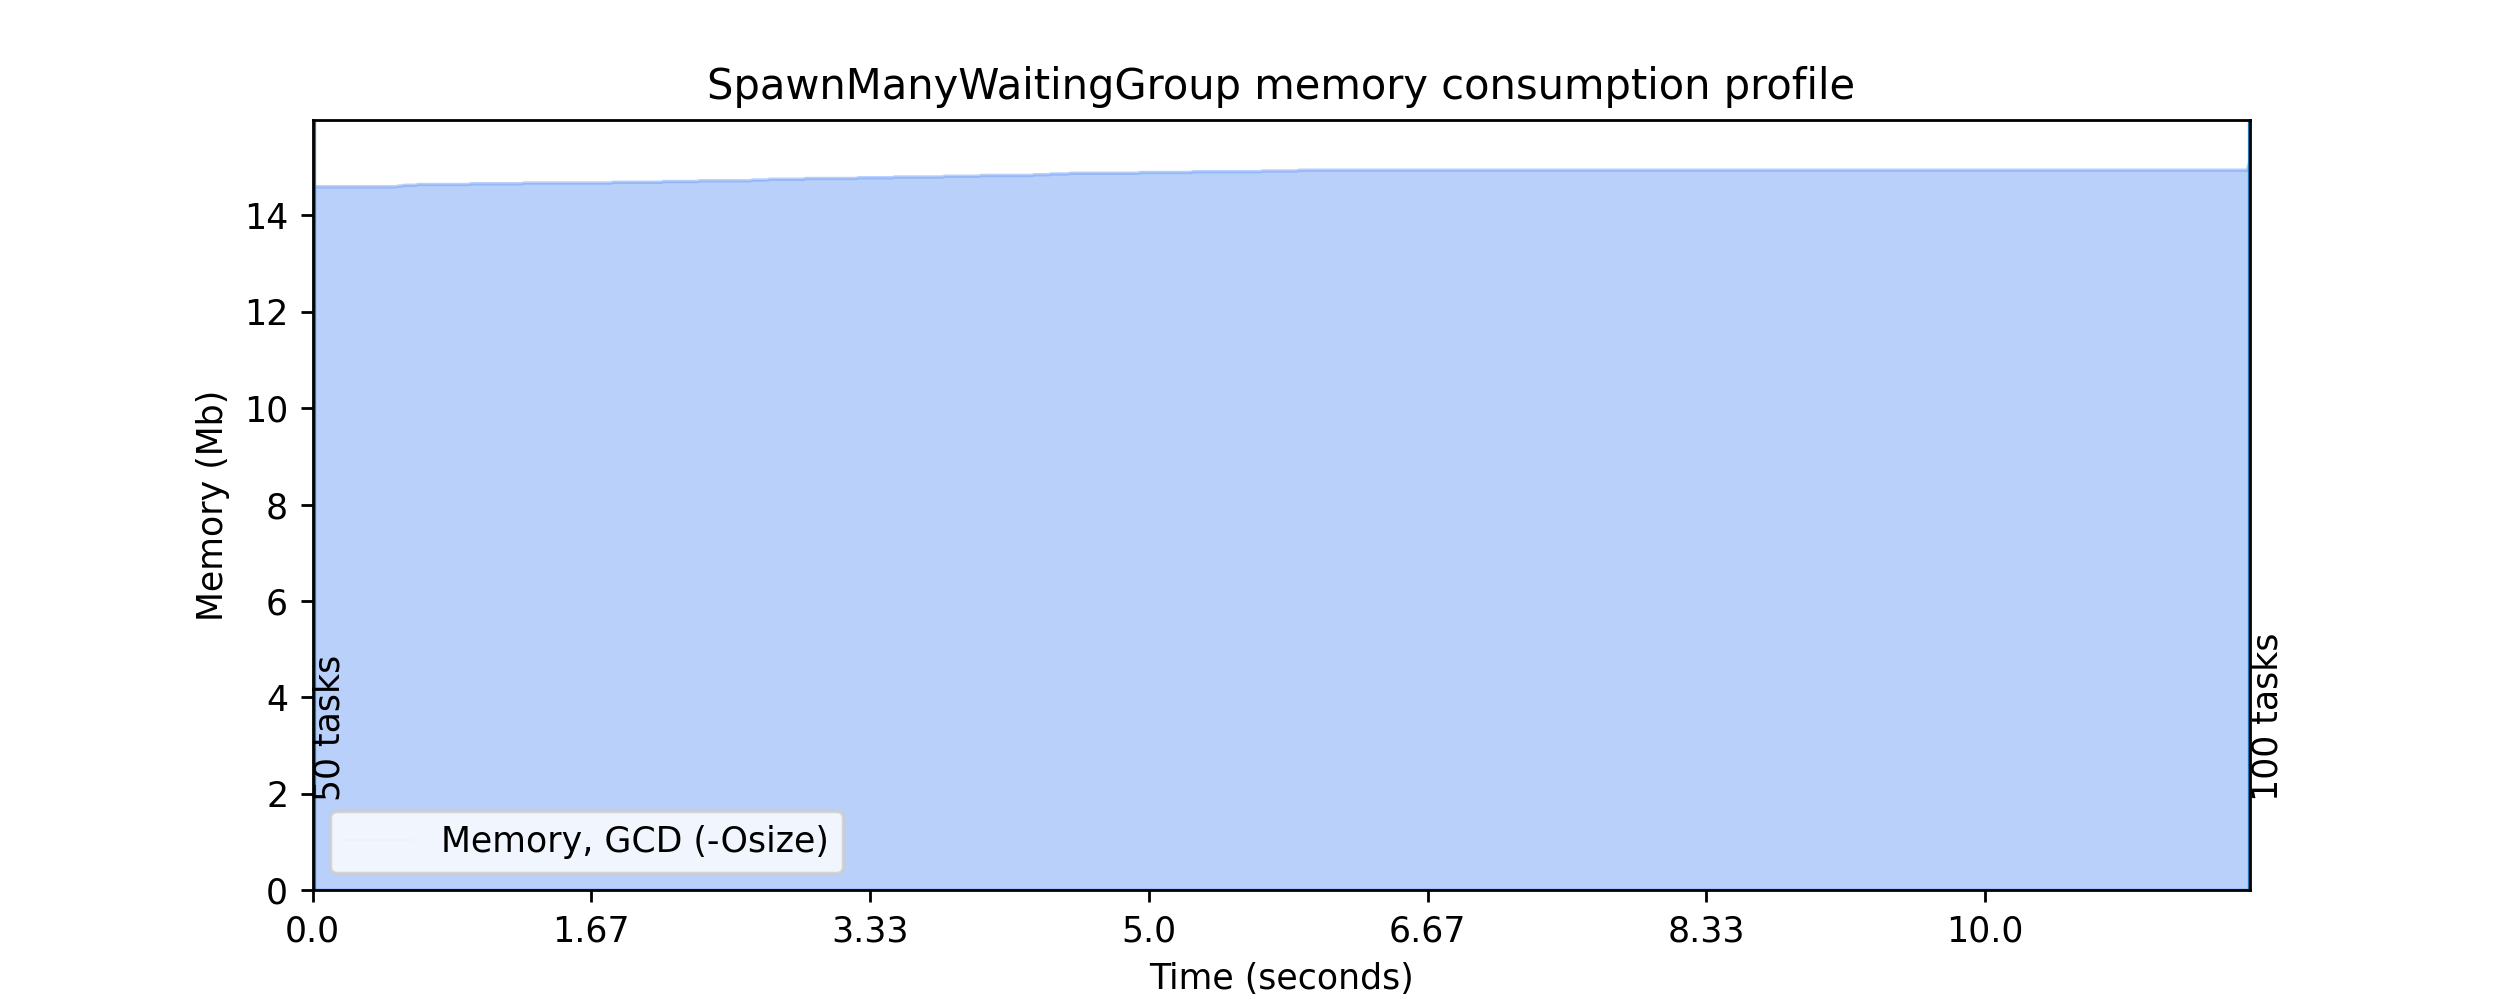 SpawnManyWaitingGroup memory consumption profile
Memory (Mb)
14
12
10
8
6
4
2
0
50 tasks
100 tasks
Memory, GCD (-Osize)
0.0 1.67 3.33 5.0 6.67 8.33 10.0
Time (seconds)